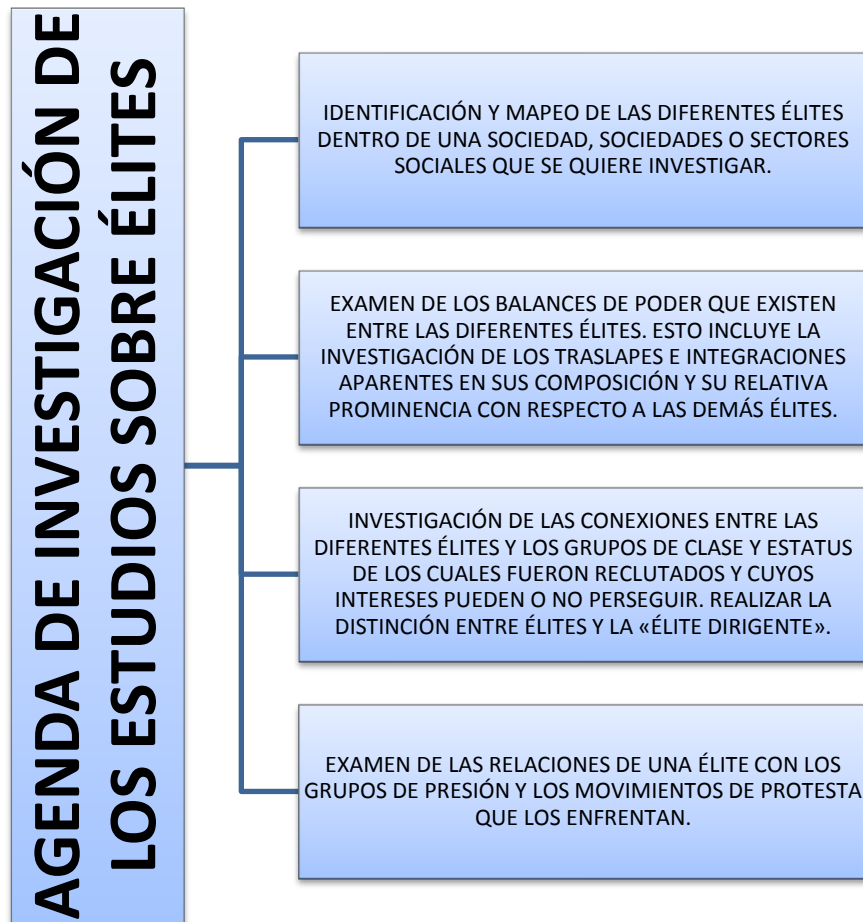 AGENDA DE INVESTIGACIÓN DE
LOS ESTUDIOS SOBRE ÉLITES
IDENTIFICACIÓN Y MAPEO DE LAS DIFERENTES ÉLITES
DENTRO DE UNA SOCIEDAD, SOCIEDADES O SECTORES
SOCIALES QUE SE QUIERE INVESTIGAR.
EXAMEN DE LOS BALANCES DE PODER QUE EXISTEN
ENTRE LAS DIFERENTES ÉLITES. ESTO INCLUYE LA
INVESTIGACIÓN DE LOS TRASLAPES E INTEGRACIONES
APARENTES EN SUS COMPOSICIÓN Y SU RELATIVA
PROMINENCIA CON RESPECTO A LAS DEMÁS ÉLITES.
INVESTIGACIÓN DE LAS CONEXIONES ENTRE LAS
DIFERENTES ÉLITES Y LOS GRUPOS DE CLASE Y ESTATUS
DE LOS CUALES FUERON RECLUTADOS Y CUYOS
INTERESES PUEDEN O NO PERSEGUIR. REALIZAR LA
DISTINCIÓN ENTRE ÉLITES Y LA «ÉLITE DIRIGENTE».
EXAMEN DE LAS RELACIONES DE UNA ÉLITE CON LOS
GRUPOS DE PRESIÓN Y LOS MOVIMIENTOS DE PROTESTA
QUE LOS ENFRENTAN.